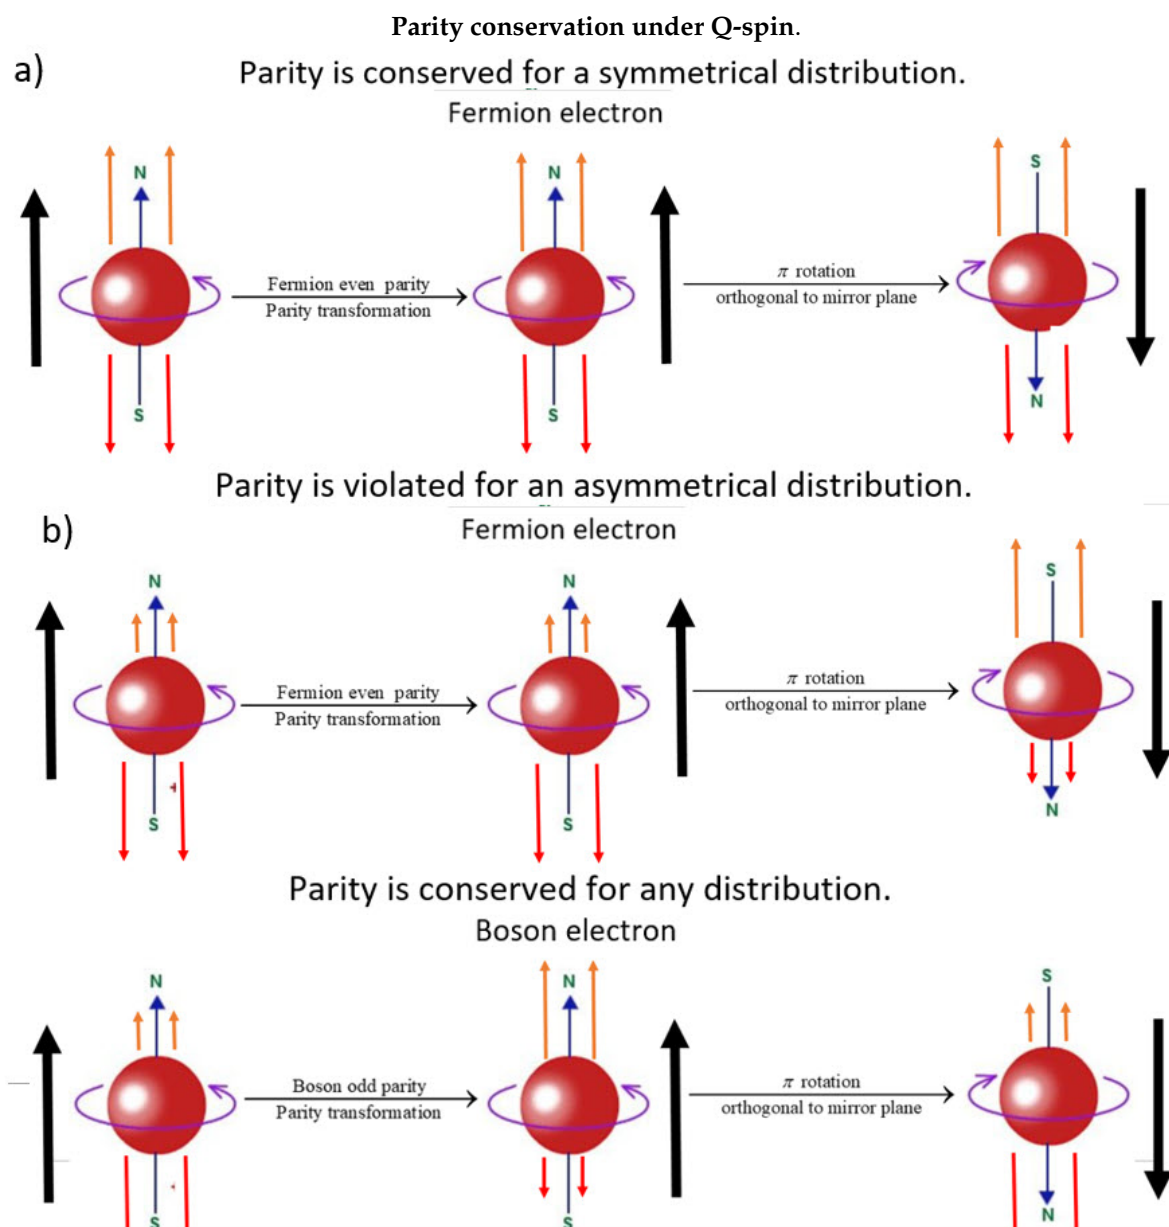 Parity conservation under Q-spin.
a)
Parity is conserved for a symmetrical distribution.
Fermion electron
N
N
S
Fermion even parity
Parity transformation
π rotation
orthogonal to mirror plane
S
S
N
Parity is violated for an asymmetrical distribution.
b)
Fermion electron
N
N
S
Fermion even parity
Parity transformation
π rotation
orthogonal to mirror plane
S
S
N
Parity is conserved for any distribution.
Boson electron
N
N
S
Boson odd parity
Parity transformation
π rotation
orthogonal to mirror plane
S
S
N